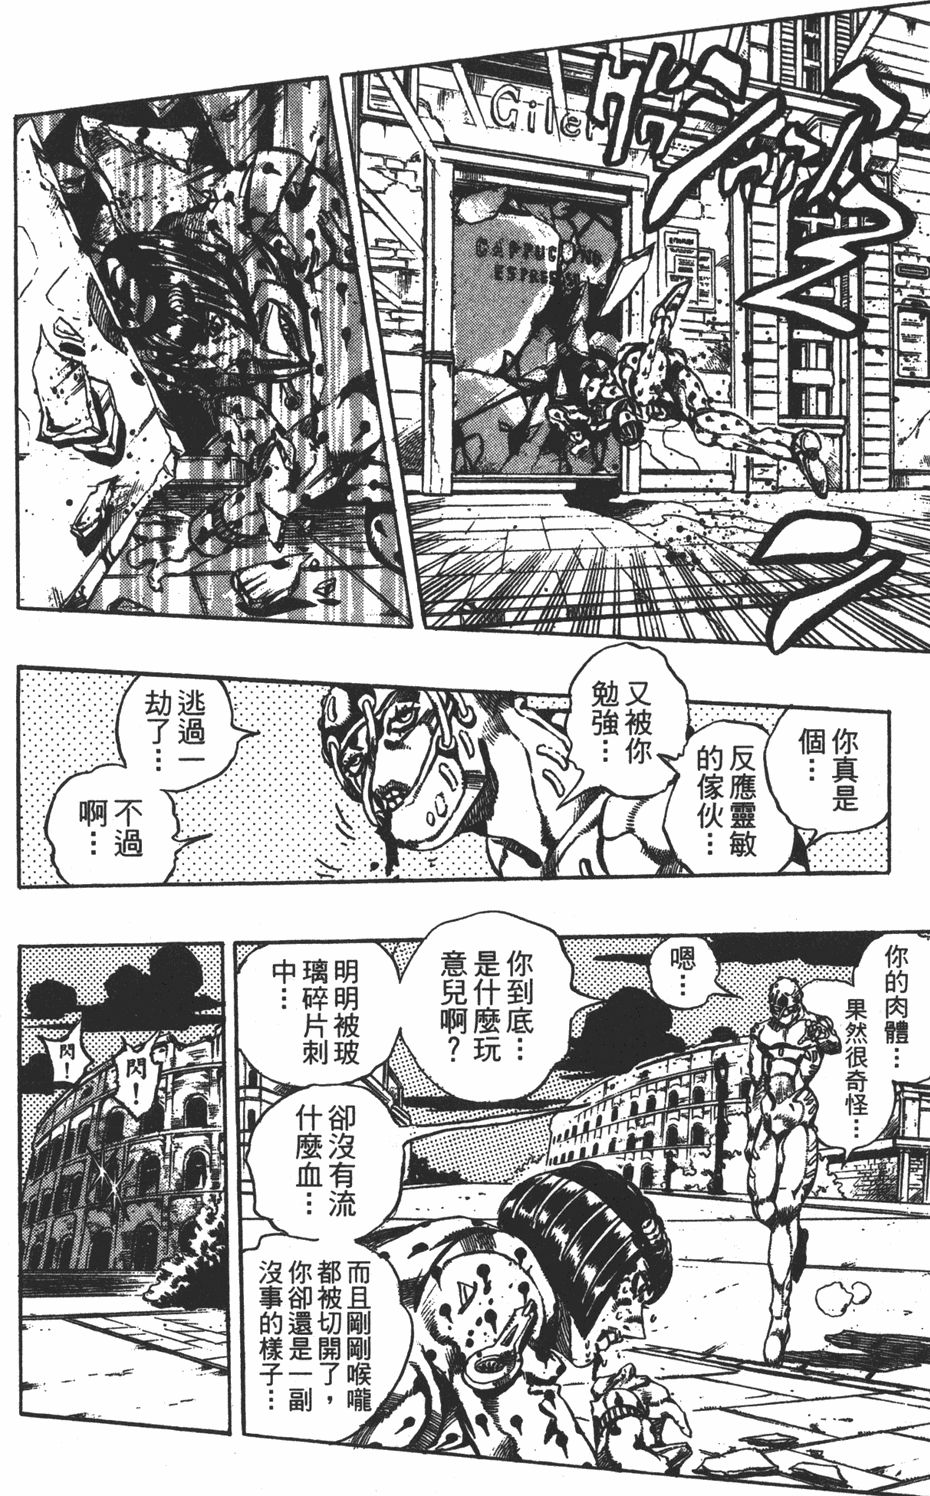 Gilet
CAPPUCCINO
ESPRESSO
你真是
個…
反應靈敏
的傢伙…
又被你
勉強…
逃過一
劫了…
不過
啊…
你的肉體…
果然很奇怪…
嗯…
你到底…
是什麼玩
意兒啊?
明明被玻
璃碎片刺
中…
卻沒有流
什麼血…
而且剛剛喉嚨
都被切開了,
你卻還是一副
沒事的樣子…
閃!
閃!